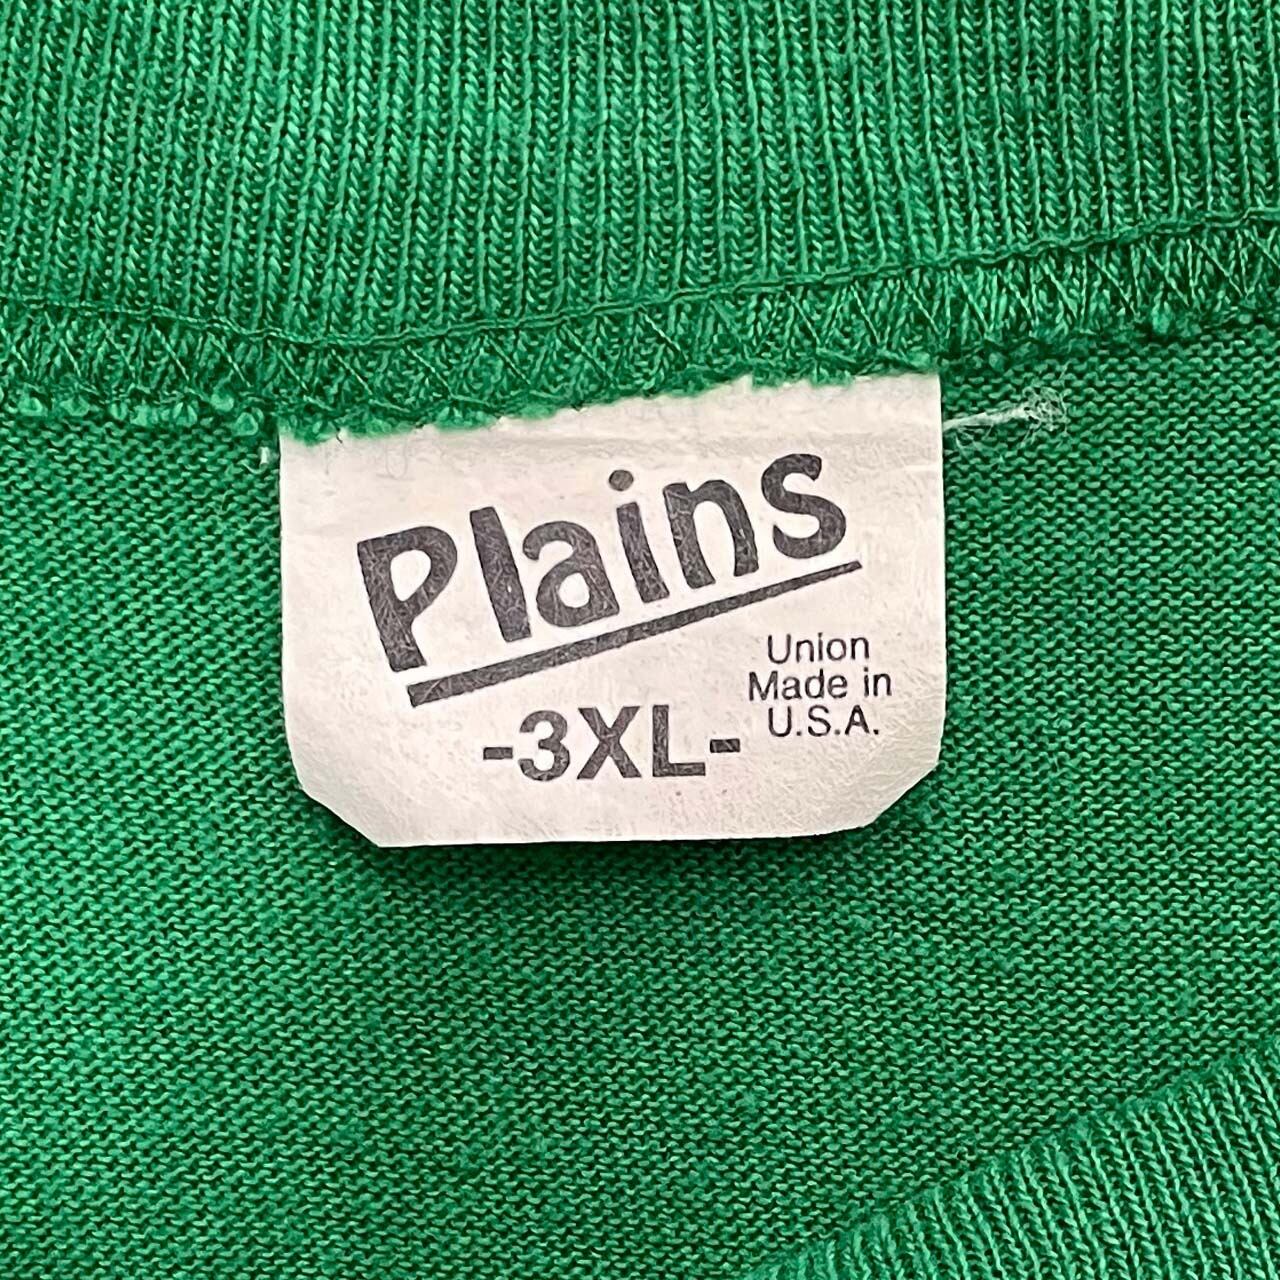 Plains
Union
Made in
U.S.A.
-3XL-